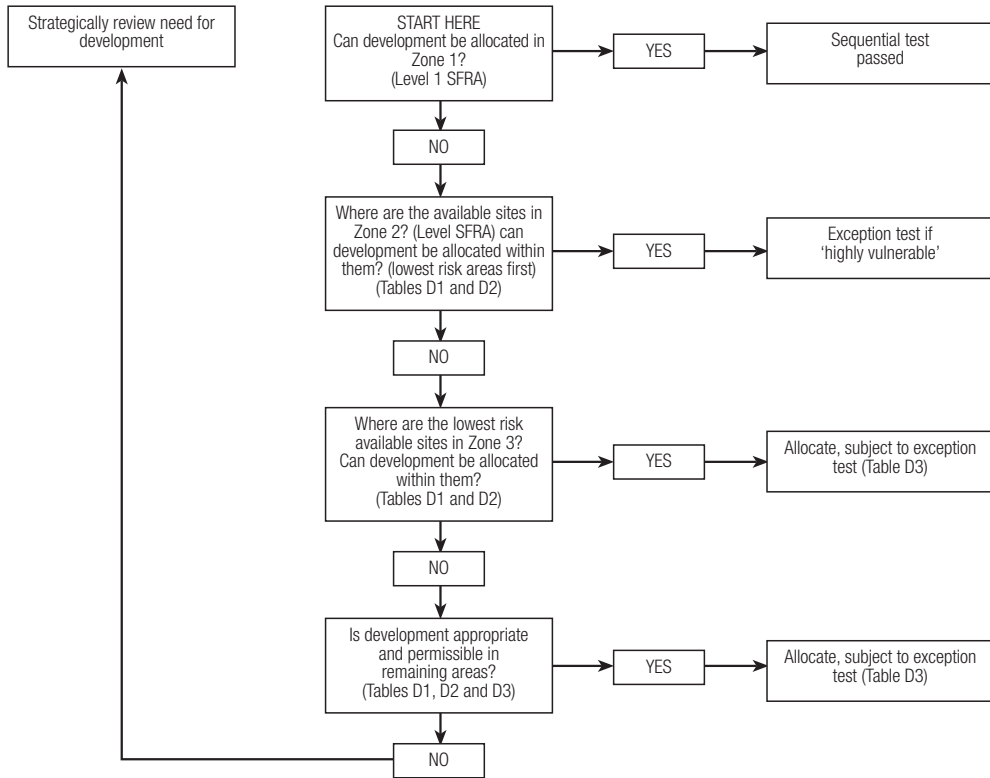 Strategically review need for
development
START HERE
Can development be allocated in
Zone 1?
(Level 1 SFRA)
YES
Sequential test
passed
NO
Where are the available sites in
Zone 2? (Level SFRA) can
development be allocated within
them? (lowest risk areas first)
(Tables D1 and D2)
YES
Exception test if
‘highly vulnerable’
NO
Where are the lowest risk
available sites in Zone 3?
Can development be allocated
within them?
(Tables D1 and D2)
YES
Allocate, subject to exception
test (Table D3)
NO
Is development appropriate
and permissible in
remaining areas?
(Tables D1, D2 and D3)
YES
Allocate, subject to exception
test (Table D3)
NO